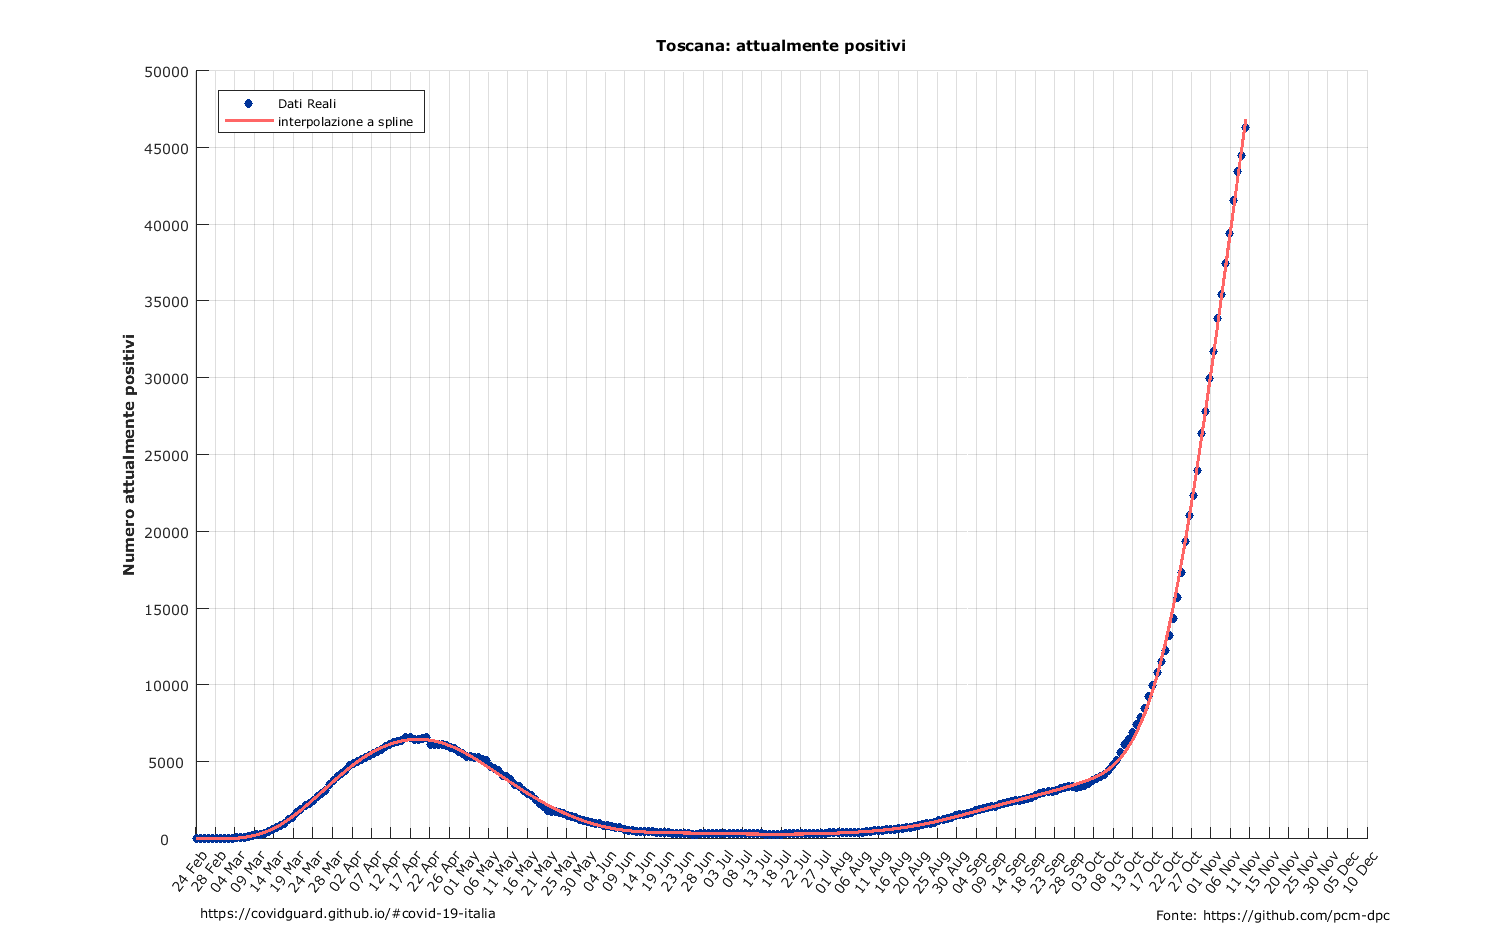 Toscana: attualmente positivi
Dati Reali
interpolazione a spline
Numero attualmente positivi
50000
45000
40000
35000
30000
25000
20000
15000
10000
5000
0
24 Feb
28 Feb
04 Mar
09 Mar
14 Mar
19 Mar
24 Mar
28 Mar
02 Apr
07 Apr
12 Apr
17 Apr
22 Apr
26 Apr
01 May
06 May
11 May
16 May
21 May
25 May
30 May
04 Jun
09 Jun
14 Jun
19 Jun
23 Jun
28 Jun
03 Jul
08 Jul
13 Jul
18 Jul
22 Jul
27 Jul
01 Aug
06 Aug
11 Aug
16 Aug
20 Aug
25 Aug
30 Aug
04 Sep
09 Sep
14 Sep
18 Sep
23 Sep
28 Sep
03 Oct
08 Oct
13 Oct
17 Oct
22 Oct
27 Oct
01 Nov
06 Nov
11 Nov
15 Nov
20 Nov
25 Nov
30 Nov
05 Dec
10 Dec
https://covidguard.github.io/#covid-19-italia
Fonte: https://github.com/pcm-dpc